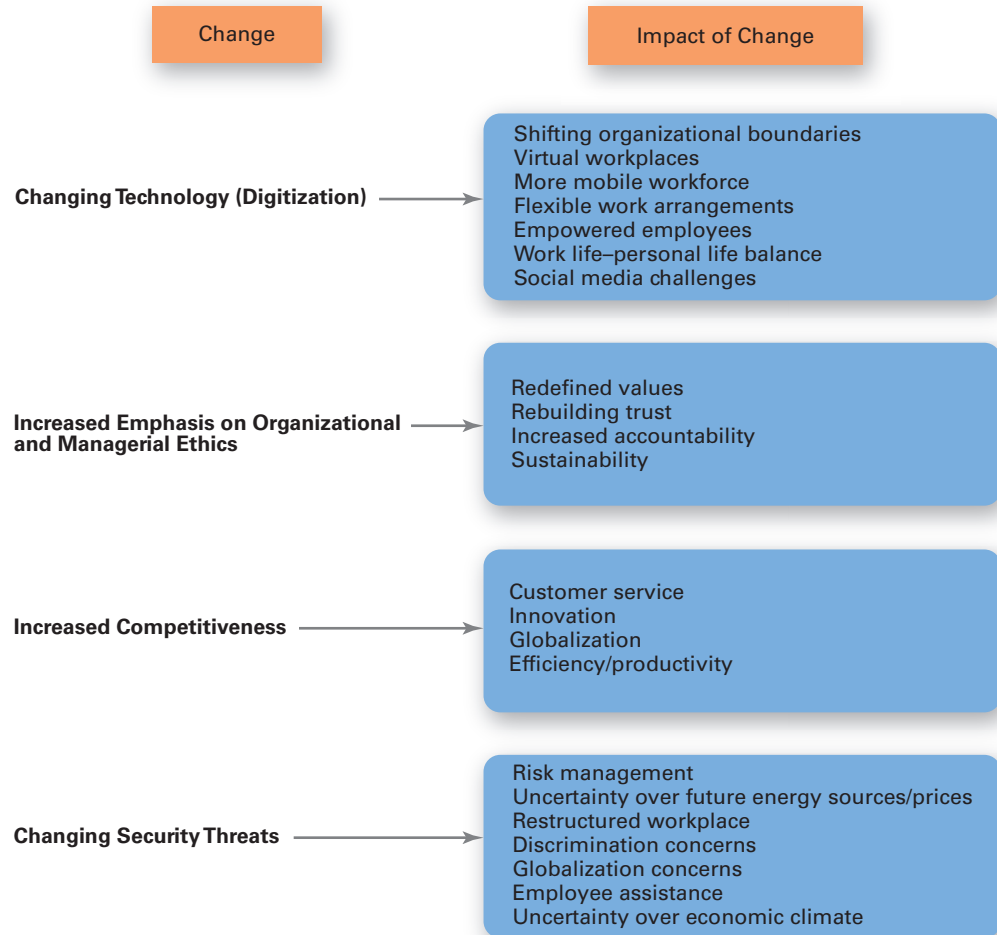 Change
Impact of Change
Changing Technology (Digitization)
Shifting organizational boundaries
Virtual workplaces
More mobile workforce
Flexible work arrangements
Empowered employees
Work life–personal life balance
Social media challenges
Increased Emphasis on Organizational
and Managerial Ethics
Redefined values
Rebuilding trust
Increased accountability
Sustainability
Increased Competitiveness
Customer service
Innovation
Globalization
Efficiency/productivity
Changing Security Threats
Risk management
Uncertainty over future energy sources/prices
Restructured workplace
Discrimination concerns
Globalization concerns
Employee assistance
Uncertainty over economic climate